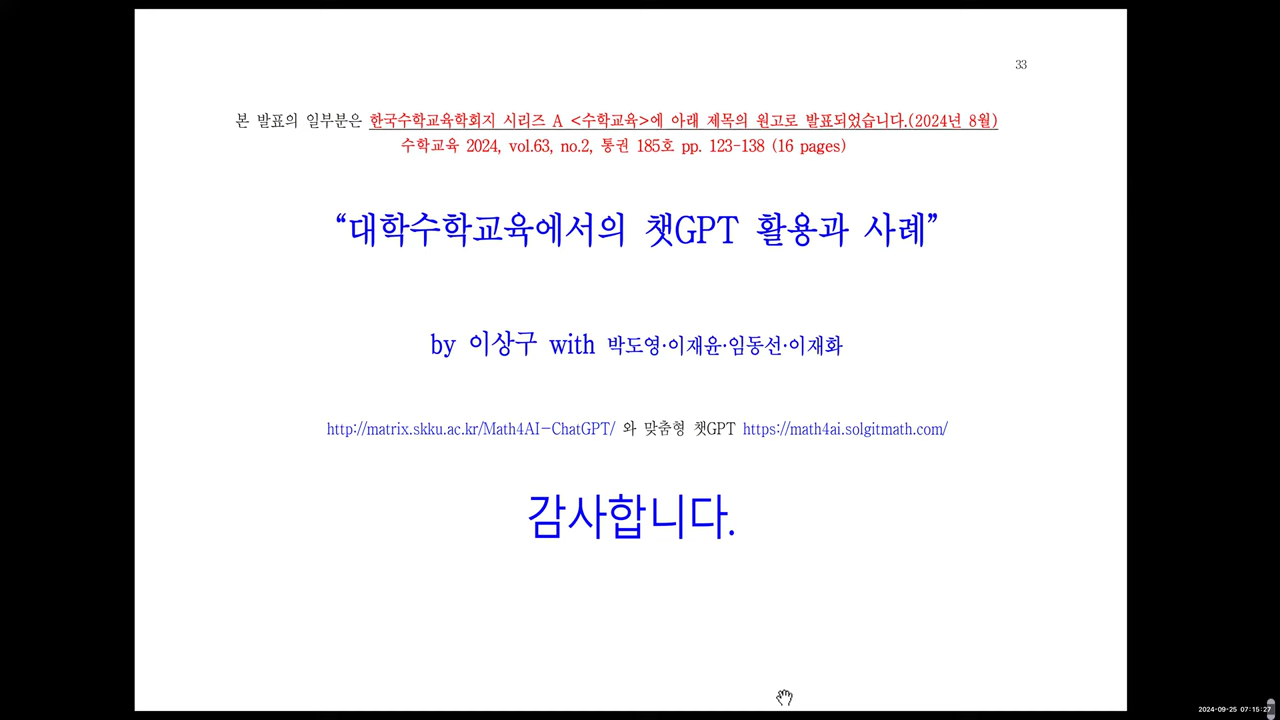 33
본 발표의 일부분은 한국수학교육학회지 시리즈 A <수학교육>에 아래 제목의 원고로 발표되었습니다.(2024년 8월)
수학교육 2024, vol.63, no.2, 통권 185호 pp. 123-138 (16 pages)
“대학수학교육에서의 챗GPT 활용과 사례”
by 이상구 with 박도영·이재윤·임동선·이재화
http://matrix.skku.ac.kr/Math4AI-ChatGPT/ 와 맞춤형 챗GPT https://math4ai.solgitmath.com/
감사합니다.
2024-09-25 07:15:27